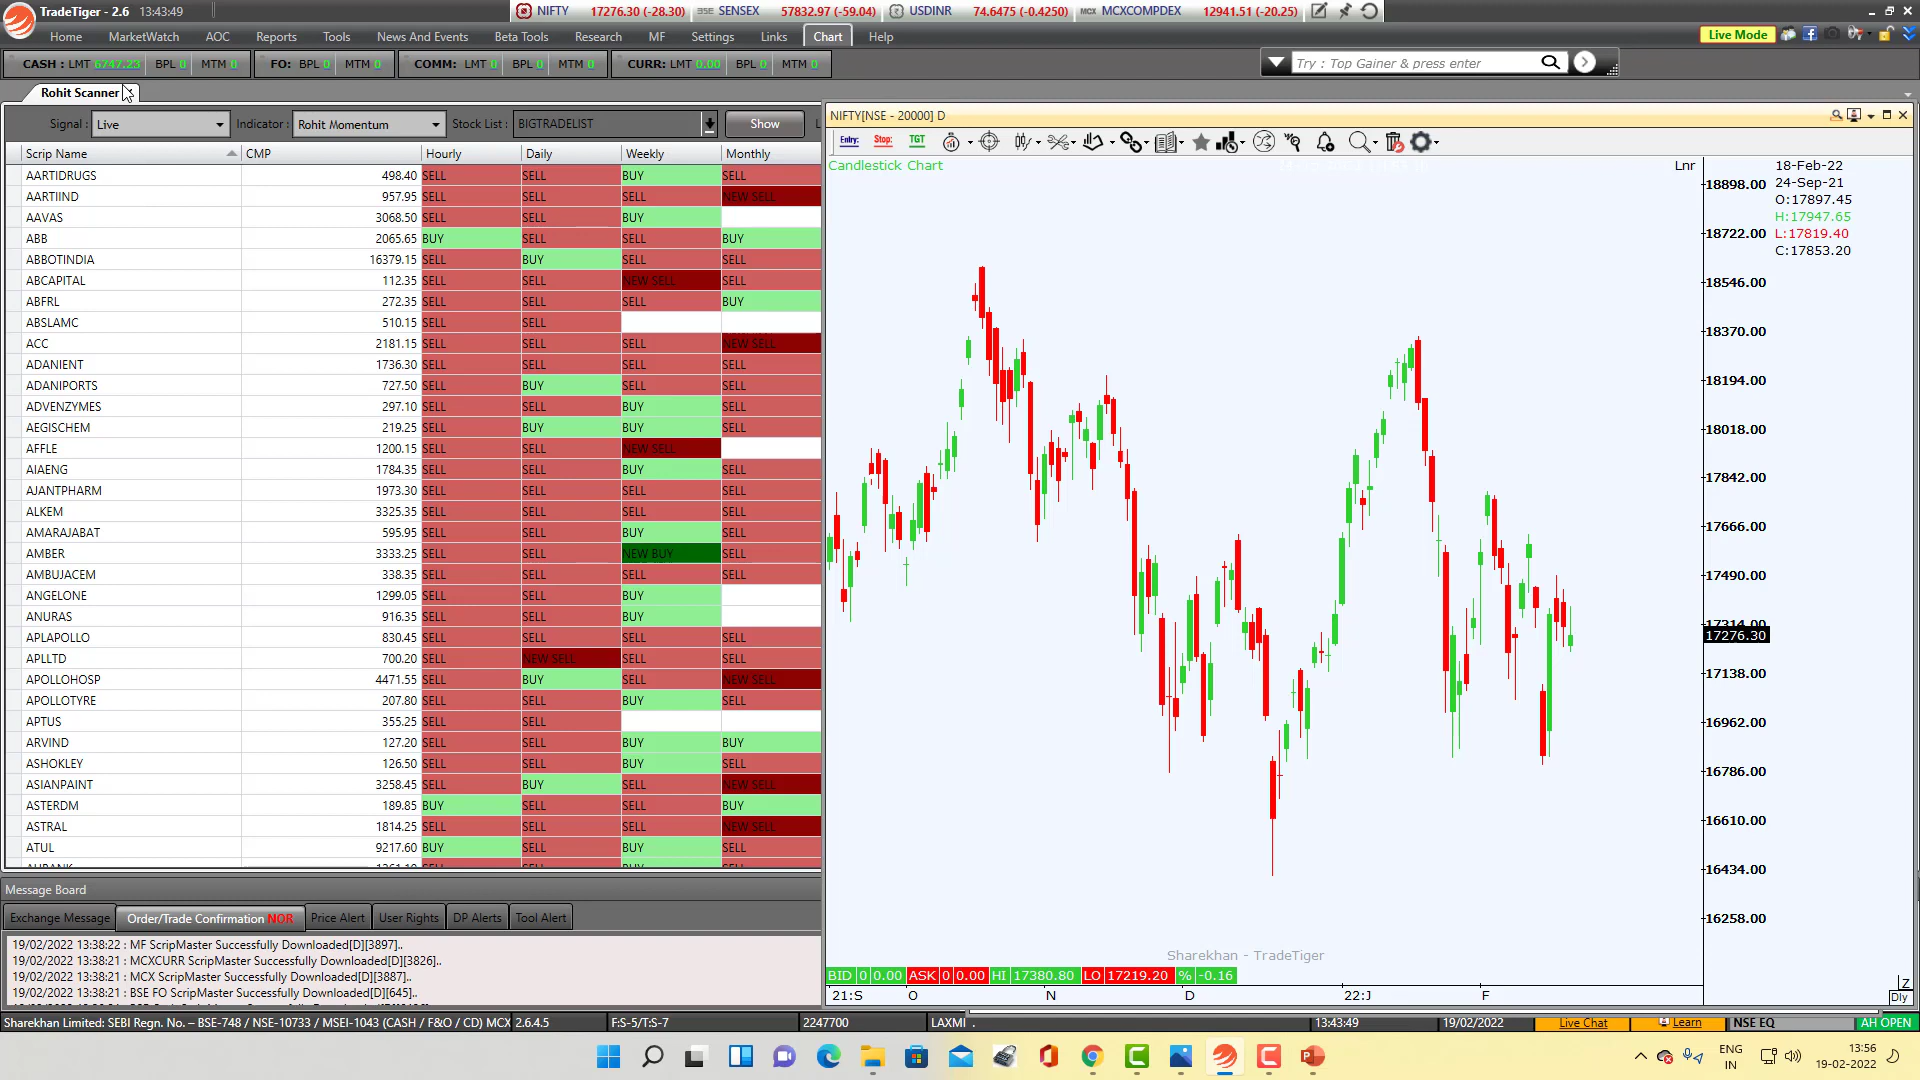 TradeTiger - 2.6 13:43:49 NIFTY 17276.30 (-28.30) BSE SENSEX 57832.97 (-59.04) USDINR 74.6475 (-0.4250) MCX MCXCOMPDEX 12941.51 (-20.25)
Home MarketWatch AOC Reports Tools News And Events Beta Tools Research MF Settings Links Chart Help Live Mode
CASH : LMT 6747.23 BPL 0 MTM 0 FO: BPL 0 MTM 0 COMM: LMT 0 BPL 0 MTM 0 CURR: LMT 0.00 BPL 0 MTM 0 Try : Top Gainer & press enter
Rohit Scanner
Signal : Live Indicator : Rohit Momentum Stock List : BIGTRADELIST Show
Scrip Name CMP Hourly Daily Weekly Monthly
AARTIDRUGS 498.40 SELL SELL BUY SELL
AARTIIND 957.95 SELL SELL SELL NEW SELL
AAVAS 3068.50 SELL SELL BUY
ABB 2065.65 BUY SELL SELL BUY
ABBOTINDIA 16379.15 SELL BUY SELL SELL
ABCAPITAL 112.35 SELL SELL NEW SELL SELL
ABFRL 272.35 SELL SELL SELL BUY
ABSLAMC 510.15 SELL SELL
ACC 2181.15 SELL SELL SELL NEW SELL
ADANIENT 1736.30 SELL SELL SELL SELL
ADANIPORTS 727.50 SELL BUY SELL SELL
ADVENZYMES 297.10 SELL SELL BUY SELL
AEGISCHEM 219.25 SELL BUY BUY SELL
AFFLE 1200.15 SELL SELL NEW SELL
AIAENG 1784.35 SELL SELL BUY SELL
AJANTPHARM 1973.30 SELL SELL SELL SELL
ALKEM 3325.35 SELL SELL SELL SELL
AMARAJABAT 595.95 SELL SELL BUY SELL
AMBER 3333.25 SELL SELL NEW BUY SELL
AMBUJACEM 338.35 SELL SELL SELL SELL
ANGELONE 1299.05 SELL SELL BUY
ANURAS 916.35 SELL SELL BUY
APLAPOLLO 830.45 SELL SELL SELL SELL
APLLTD 700.20 SELL NEW SELL SELL SELL
APOLLOHOSP 4471.55 SELL BUY SELL NEW SELL
APOLLOTYRE 207.80 SELL SELL BUY SELL
APTUS 355.25 SELL SELL
ARVIND 127.20 SELL SELL BUY BUY
ASHOKLEY 126.50 SELL SELL BUY SELL
ASIANPAINT 3258.45 SELL BUY SELL NEW SELL
ASTERDM 189.85 BUY SELL SELL BUY
ASTRAL 1814.25 SELL SELL SELL NEW SELL
ATUL 9217.60 BUY SELL BUY SELL
NIFTY[NSE - 20000] D
Entry: Stop: TGT
Candlestick Chart Lnr
18-Feb-22
24-Sep-21
O:17897.45
H:17947.65
L:17819.40
C:17853.20
18898.00
18722.00
18546.00
18370.00
18194.00
18018.00
17842.00
17666.00
17490.00
17314.00
17276.30
17138.00
16962.00
16786.00
16610.00
16434.00
16258.00
Sharekhan - TradeTiger
BID 0 0.00 ASK 0 0.00 HI 17380.80 LO 17219.20 % -0.16
21:S O N D 22:J F
Z
Dly
Message Board
Exchange Message Order/Trade Confirmation NOR Price Alert User Rights DP Alerts Tool Alert
19/02/2022 13:38:22 : MF ScripMaster Successfully Downloaded[D][3897]..
19/02/2022 13:38:21 : MCXCURR ScripMaster Successfully Downloaded[D][3826]..
19/02/2022 13:38:21 : MCX ScripMaster Successfully Downloaded[D][3887]..
19/02/2022 13:38:21 : BSE FO ScripMaster Successfully Downloaded[D][645]..
Sharekhan Limited: SEBI Regn. No. – BSE-748 / NSE-10733 / MSEI-1043 (CASH / F&O / CD) MCX 2.6.4.5 F:S-5/T:S-7 2247700 LAXMI . 13:43:49 19/02/2022 Live Chat Learn NSE EQ AH OPEN
ENG
IN
13:56
19-02-2022